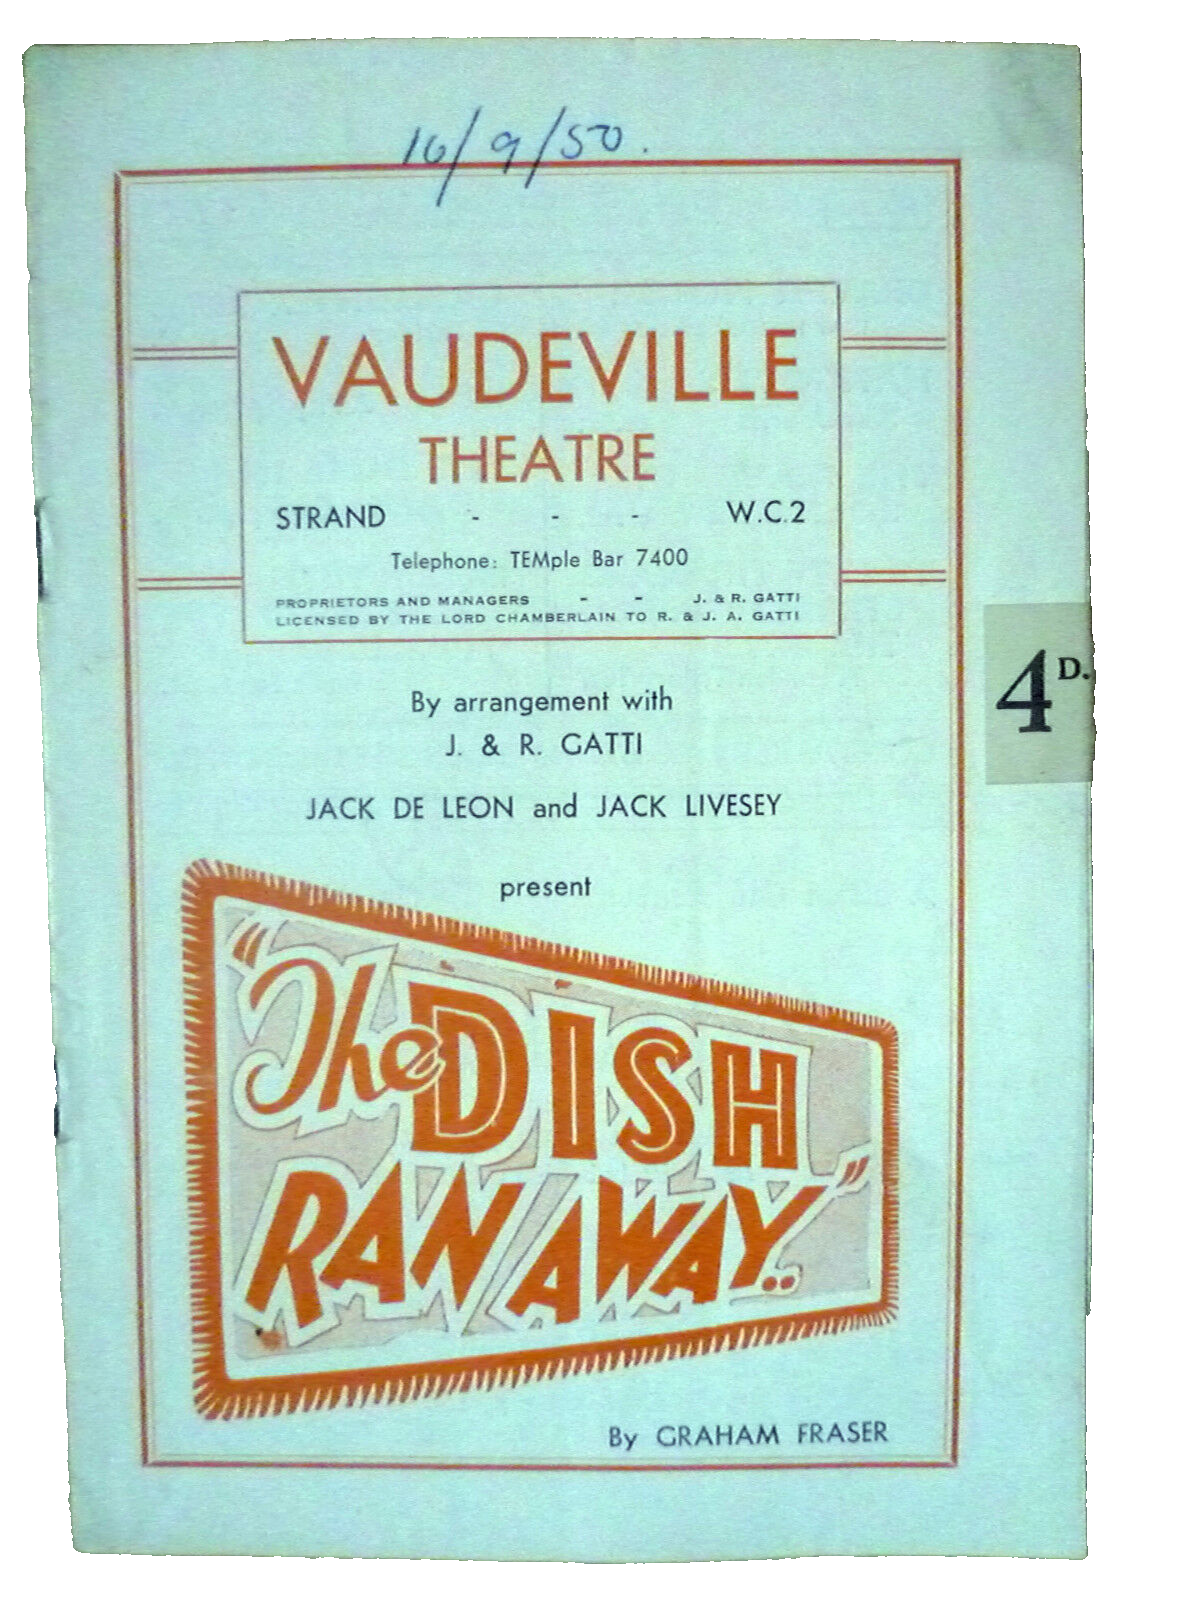 16/9/50.
VAUDEVILLE
THEATRE
STRAND - - - W.C.2
Telephone: TEMple Bar 7400
PROPRIETORS AND MANAGERS - - J. & R. GATTI
LICENSED BY THE LORD CHAMBERLAIN TO R. & J. A. GATTI
4D.
By arrangement with
J. & R. GATTI
JACK DE LEON and JACK LIVESEY
present
"The DISH
RAN AWAY.."
By GRAHAM FRASER